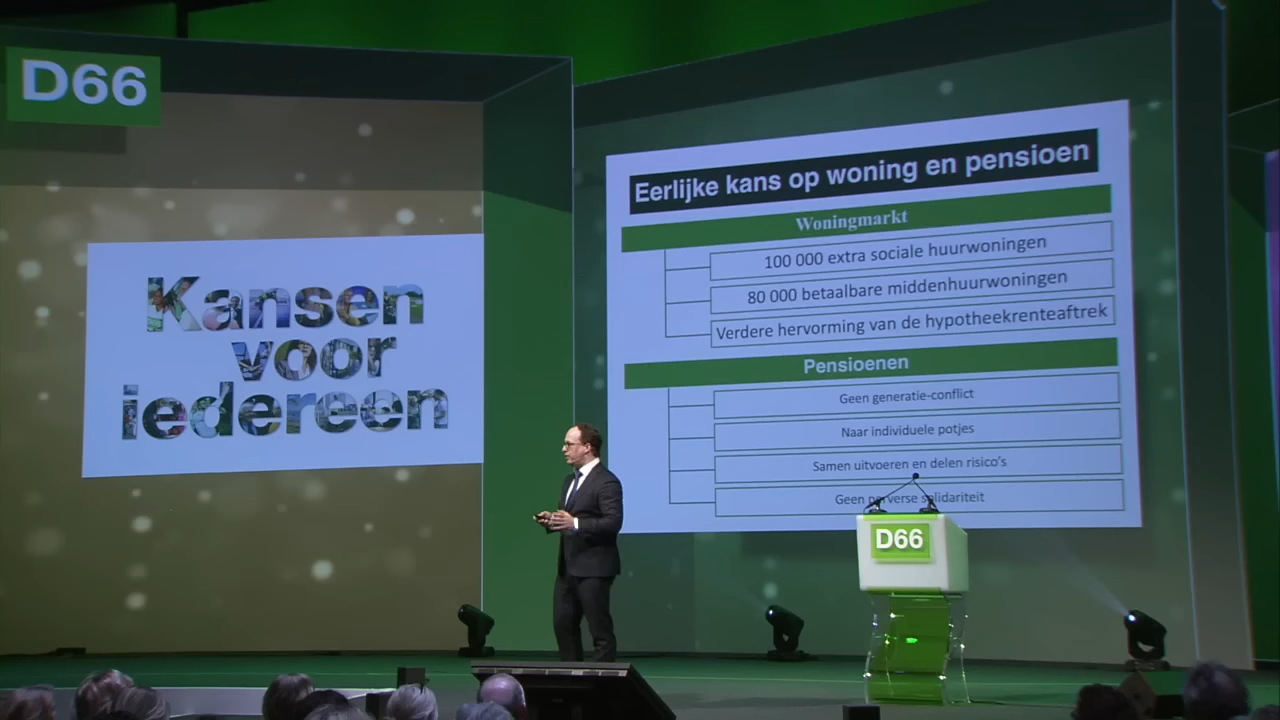 D66
Kansen
voor
iedereen
Eerlijke kans op woning en pensioen
Woningmarkt
100 000 extra sociale huurwoningen
80 000 betaalbare middenhuurwoningen
Verdere hervorming van de hypotheekrenteaftrek
Pensioenen
Geen generatie-conflict
Naar individuele potjes
Samen uitvoeren en delen risico's
Geen perverse solidariteit
D66